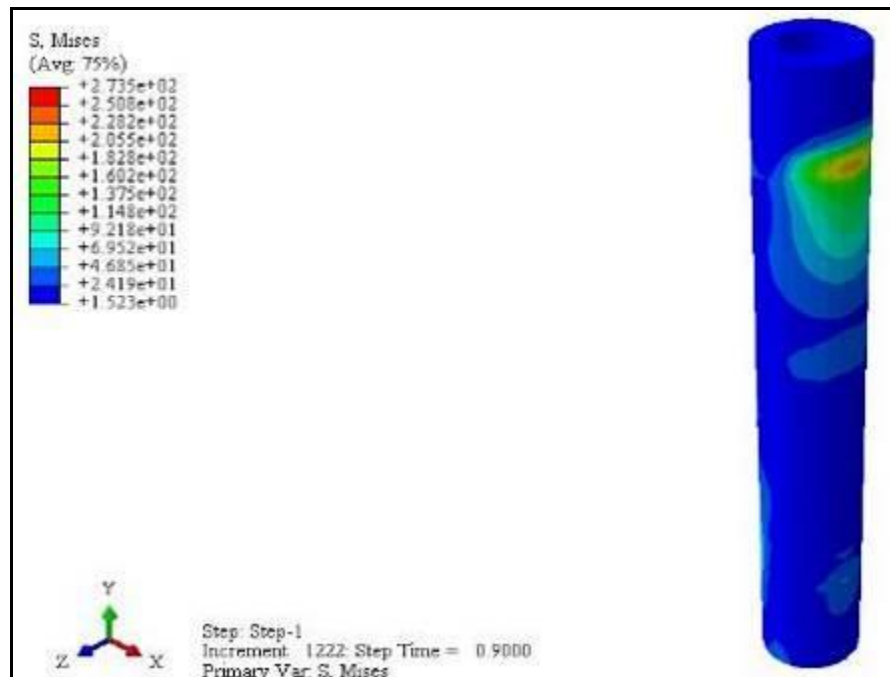 S, Mises
(Avg: 75%)
+2.735e+02
+2.508e+02
+2.282e+02
+2.055e+02
+1.828e+02
+1.602e+02
+1.375e+02
+1.148e+02
+9.218e+01
+6.952e+01
+4.685e+01
+2.419e+01
+1.523e+00
Y
Z X
Step: Step-1
Increment 1222: Step Time = 0.9000
Primary Var: S, Mises